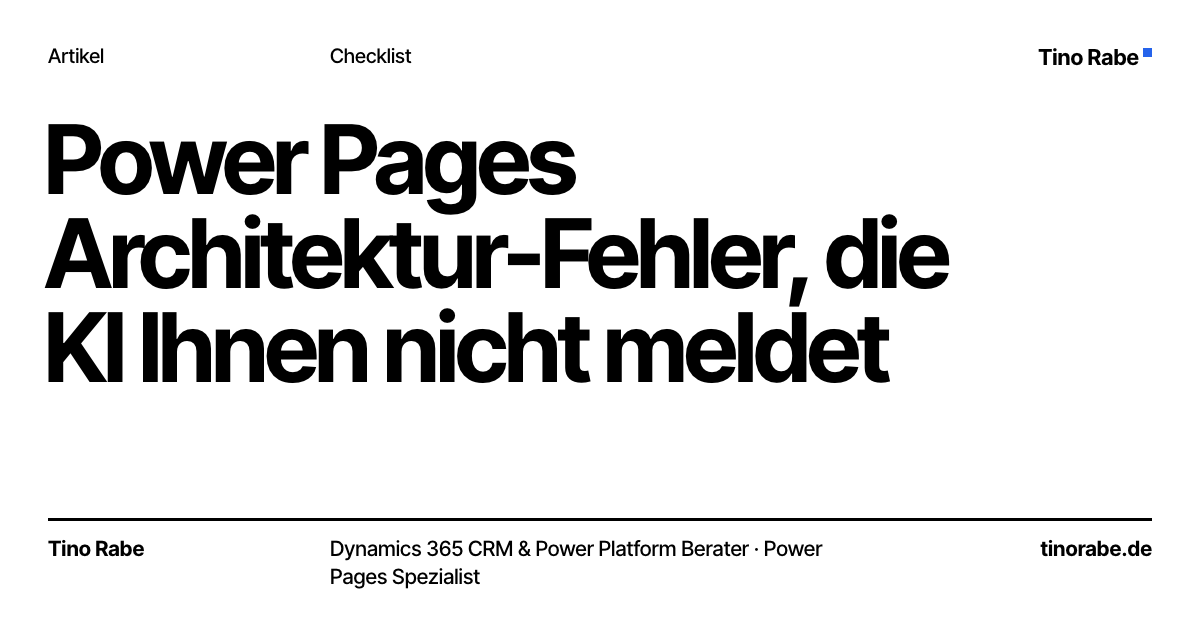 Artikel
Checklist
Tino Rabe
Power Pages
Architektur-Fehler, die
KI Ihnen nicht meldet
Tino Rabe
Dynamics 365 CRM & Power Platform Berater · Power
Pages Spezialist
tinorabe.de